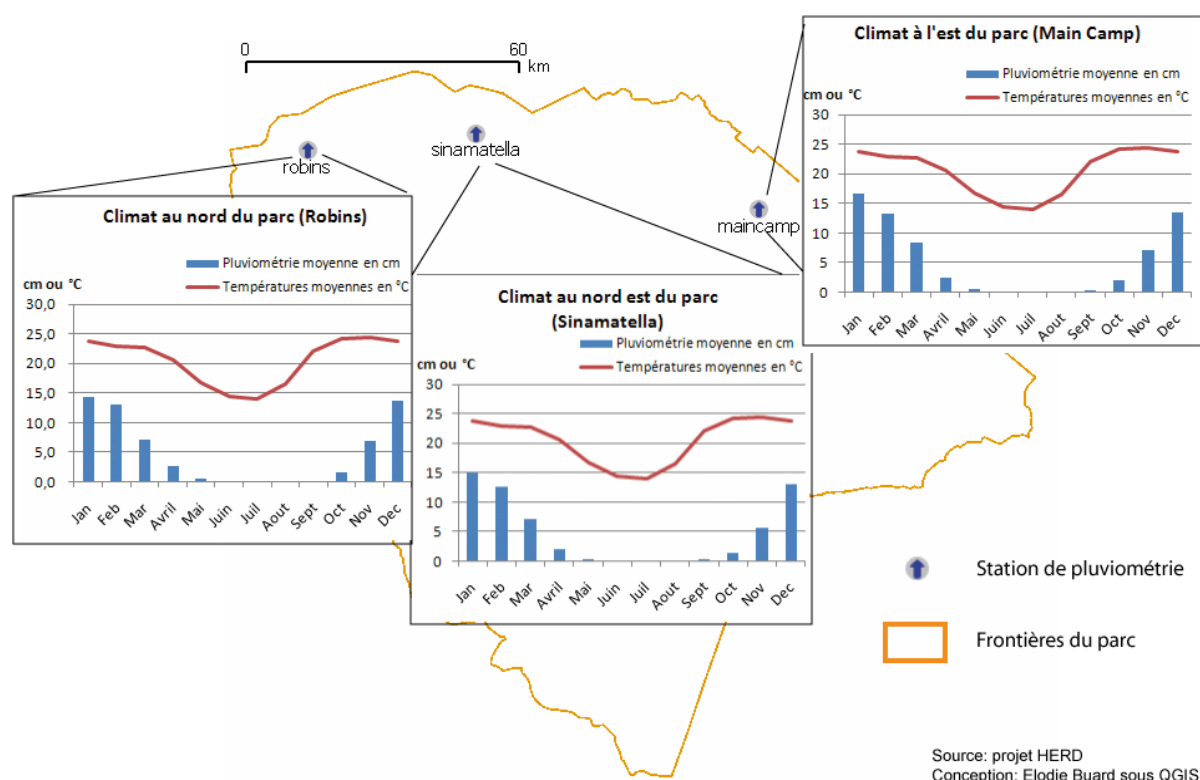 0
60
km
robins
sinamatella
maincamp
Climat à l'est du parc (Main Camp)
Pluviométrie moyenne en cm
cm ou °C
Températures moyennes en °C
30
25
20
15
10
5
0
Jan
Feb
Mar
Avril
Mai
Juin
Juil
Aout
Sept
Oct
Nov
Dec
Climat au nord du parc (Robins)
Pluviométrie moyenne en cm
cm ou °C
Températures moyennes en °C
30,0
25,0
20,0
15,0
10,0
5,0
0,0
Jan
Feb
Mar
Avril
Mai
Juin
Juil
Aout
Sept
Oct
Nov
Dec
Climat au nord est du parc
(Sinamatella)
Pluviométrie moyenne en cm
cm ou °C
Températures moyennes en °C
30
25
20
15
10
5
0
Jan
Feb
Mar
Avril
Mai
Juin
Juil
Aout
Sept
Oct
Nov
Dec
Station de pluviométrie
Frontières du parc
Source: projet HERD
Conception: Elodie Buard sous QGIS